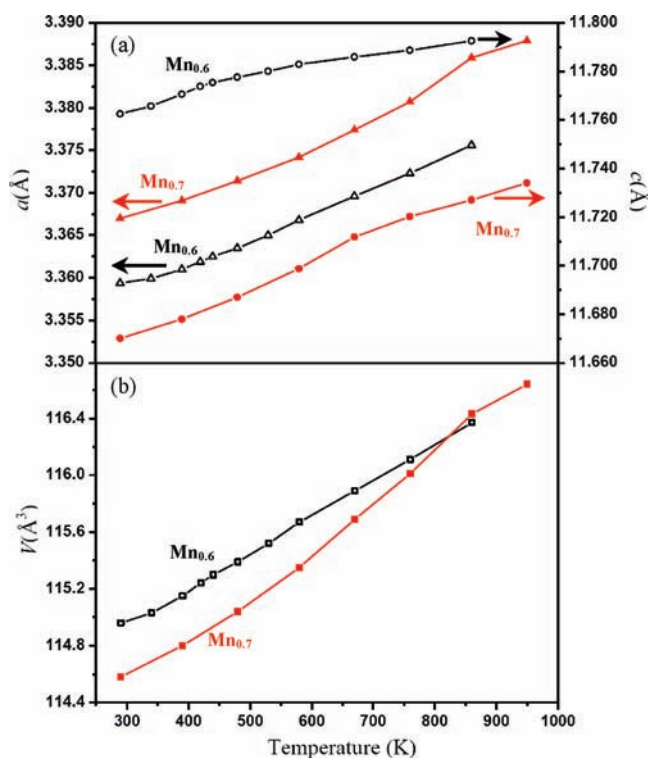 (a)
3.390
3.385
3.380
3.375
3.370
3.365
3.360
3.355
3.350
a(Å)
11.800
11.780
11.760
11.740
11.720
11.700
11.680
11.660
c(Å)
Mn0.6
Mn0.7
Mn0.6
Mn0.7
(b)
116.4
116.0
115.6
115.2
114.8
114.4
V(Å3)
Mn0.6
Mn0.7
300 400 500 600 700 800 900 1000
Temperature (K)